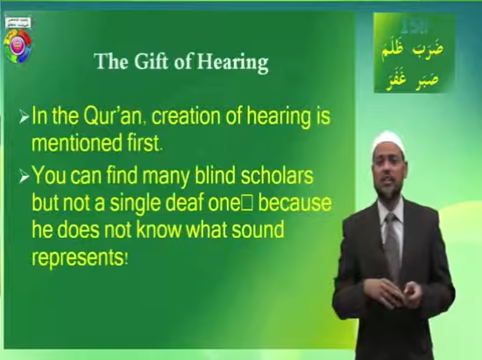 The Gift of Hearing
15b
ضَرَبَ ظَلَمَ
صَبَرَ غَفَرَ
➢In the Qur'an, creation of hearing is
mentioned first.
➢You can find many blind scholars
but not a single deaf one□ because
he does not know what sound
represents!